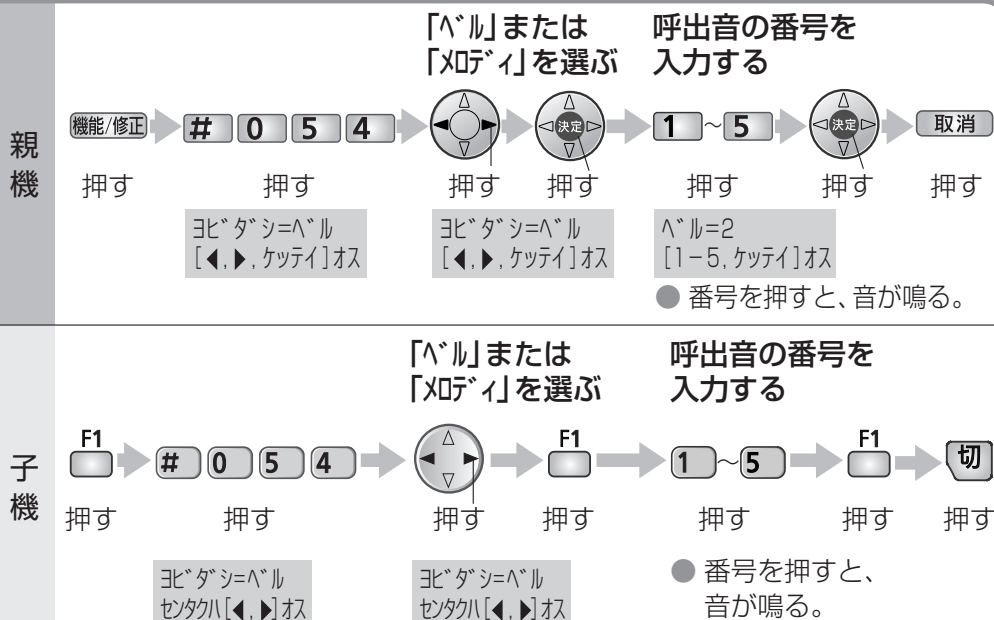 親機
「ﾍﾞﾙ」または
「ﾒﾛﾃﾞｨ」を選ぶ
呼出音の番号を
入力する
機能/修正 # 0 5 4 決定 1 ~ 5 決定 取消
押す 押す 押す 押す 押す 押す 押す
ﾖﾋﾞﾀﾞｼ=ﾍﾞﾙ
[◀,▶,ｹｯﾃｲ]ｵｽ
ﾖﾋﾞﾀﾞｼ=ﾍﾞﾙ
[◀,▶,ｹｯﾃｲ]ｵｽ
ﾍﾞﾙ=2
[1-5,ｹｯﾃｲ]ｵｽ
● 番号を押すと、音が鳴る。
子機
「ﾍﾞﾙ」または
「ﾒﾛﾃﾞｨ」を選ぶ
呼出音の番号を
入力する
F1 # 0 5 4 F1 1 ~ 5 F1 切
押す 押す 押す 押す 押す 押す 押す
ﾖﾋﾞﾀﾞｼ=ﾍﾞﾙ
ｾﾝﾀｸﾊ[◀,▶]ｵｽ
ﾖﾋﾞﾀﾞｼ=ﾍﾞﾙ
ｾﾝﾀｸﾊ[◀,▶]ｵｽ
● 番号を押すと、
音が鳴る。